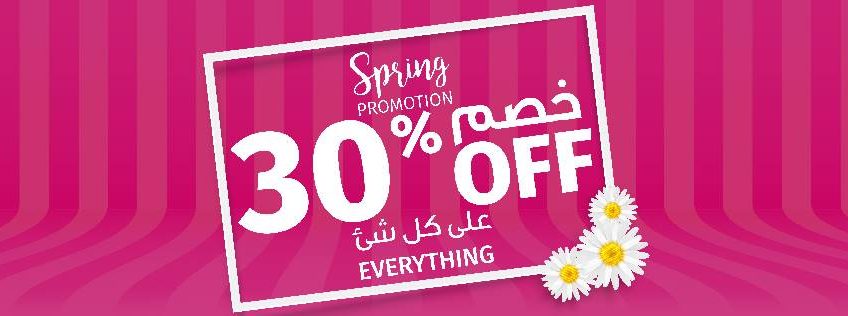 Spring
PROMOTION
30% خصم
OFF
على كل شئ
EVERYTHING